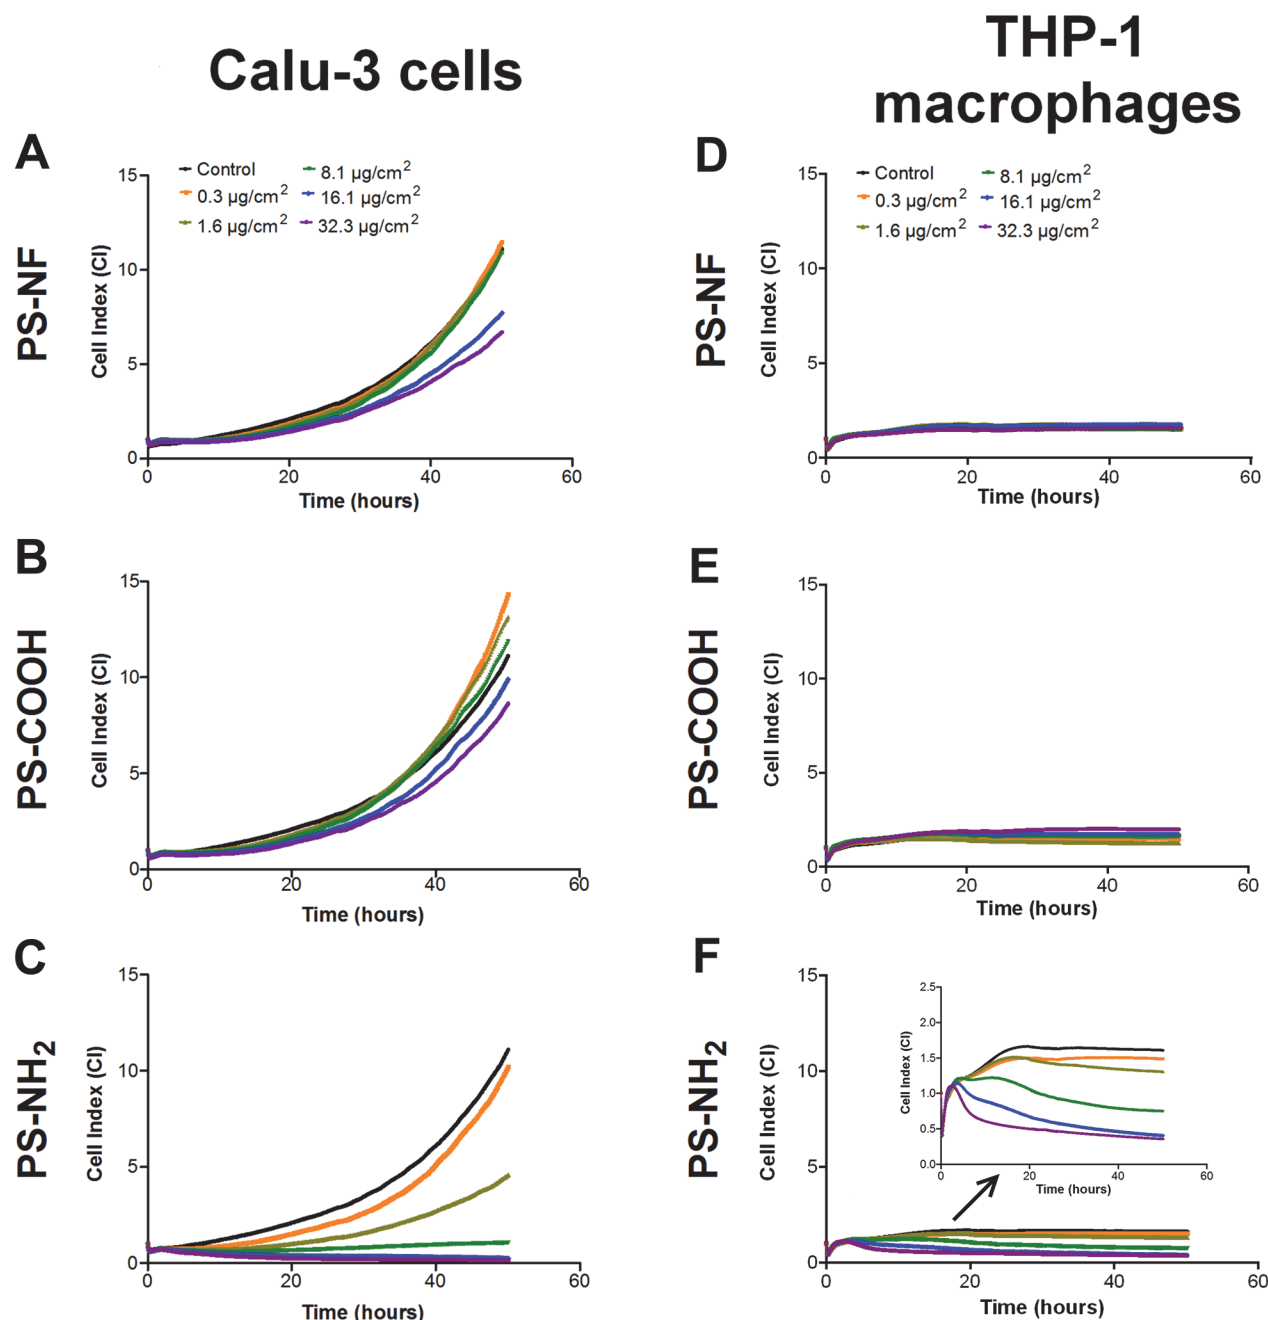 Calu-3 cells
THP-1
macrophages
A
PS-NF
Cell Index (CI)
15
10
5
0
Control
0.3 µg/cm²
1.6 µg/cm²
8.1 µg/cm²
16.1 µg/cm²
32.3 µg/cm²
0 20 40 60
Time (hours)
D
PS-NF
Cell Index (CI)
15
10
5
0
Control
0.3 µg/cm²
1.6 µg/cm²
8.1 µg/cm²
16.1 µg/cm²
32.3 µg/cm²
0 20 40 60
Time (hours)
B
PS-COOH
Cell Index (CI)
15
10
5
0
0 20 40 60
Time (hours)
E
PS-COOH
Cell Index (CI)
15
10
5
0
0 20 40 60
Time (hours)
C
PS-NH₂
Cell Index (CI)
15
10
5
0
0 20 40 60
Time (hours)
F
PS-NH₂
Cell Index (CI)
15
10
5
0
Cell Index (CI)
2.5
2.0
1.5
1.0
0.5
0.0
0 20 40 60
Time (hours)
0 20 40 60
Time (hours)